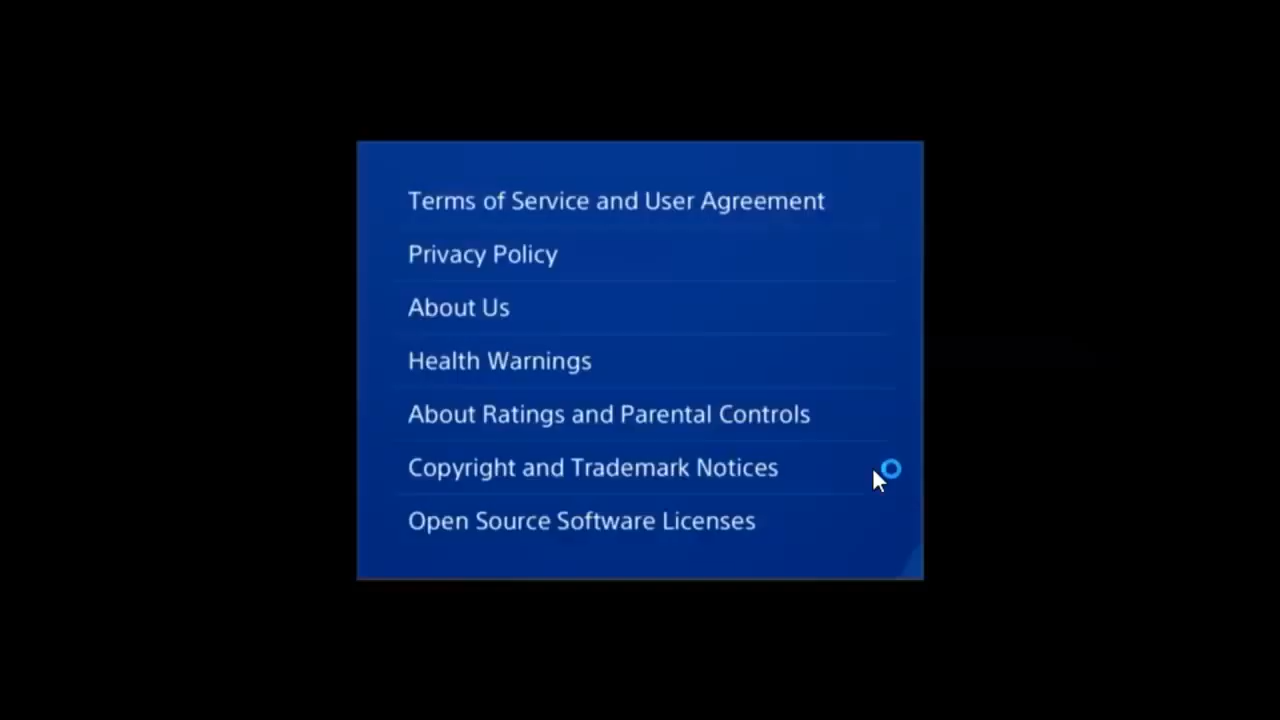 Terms of Service and User Agreement
Privacy Policy
About Us
Health Warnings
About Ratings and Parental Controls
Copyright and Trademark Notices
Open Source Software Licenses